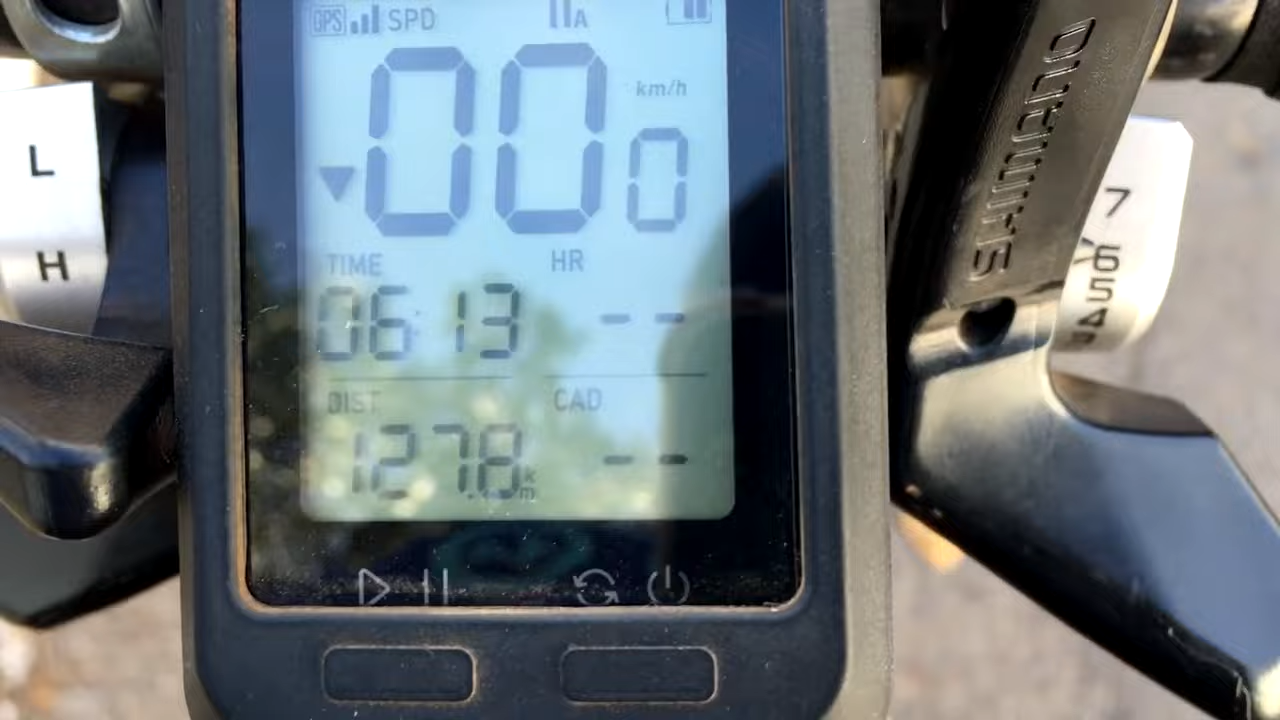 GPS SPD A
00 0 km/h
TIME HR
06:13 --
DIST CAD
127.8 km --
L
H
SHIMANO
7
6
5
4